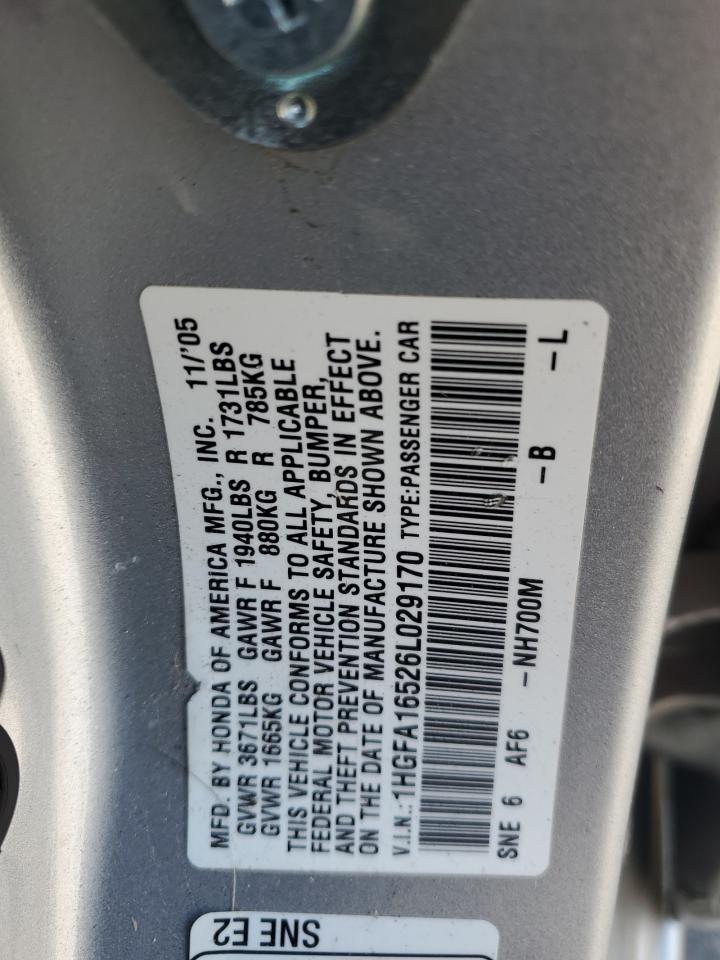 MFD. BY HONDA OF AMERICA MFG., INC. 11/'05
GVWR 3671LBS GAWR F 1940LBS R 1731LBS
GVWR 1665KG GAWR F 880KG R 785KG
THIS VEHICLE CONFORMS TO ALL APPLICABLE
FEDERAL MOTOR VEHICLE SAFETY, BUMPER,
AND THEFT PREVENTION STANDARDS IN EFFECT
ON THE DATE OF MANUFACTURE SHOWN ABOVE.
V.I.N.:1HGFA16526L029170 TYPE:PASSENGER CAR
SNE 6 AF6 -NH700M -B -L
SNE E2